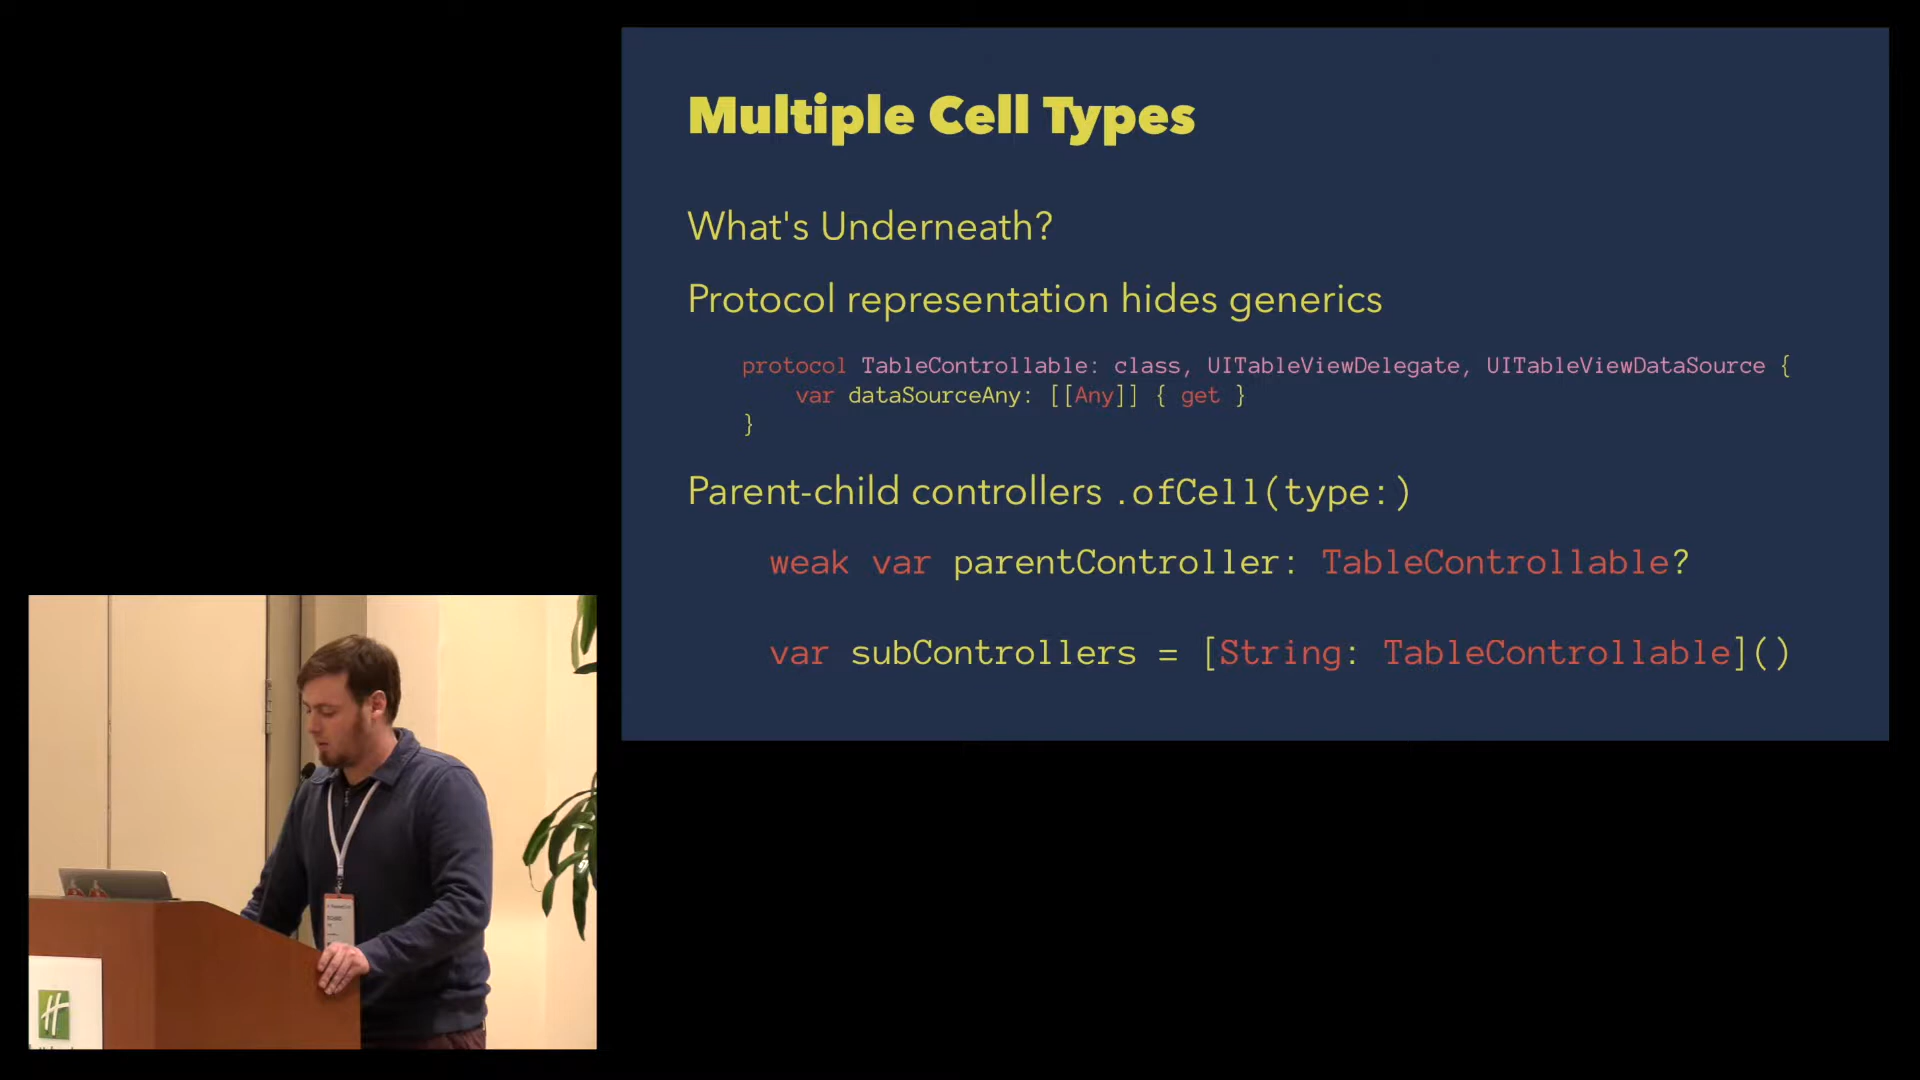 Multiple Cell Types
What's Underneath?
Protocol representation hides generics
protocol TableControllable: class, UITableViewDelegate, UITableViewDataSource {
var dataSourceAny: [[Any]] { get }
}
Parent-child controllers .ofCell(type:)
weak var parentController: TableControllable?
var subControllers = [String: TableControllable]()
H